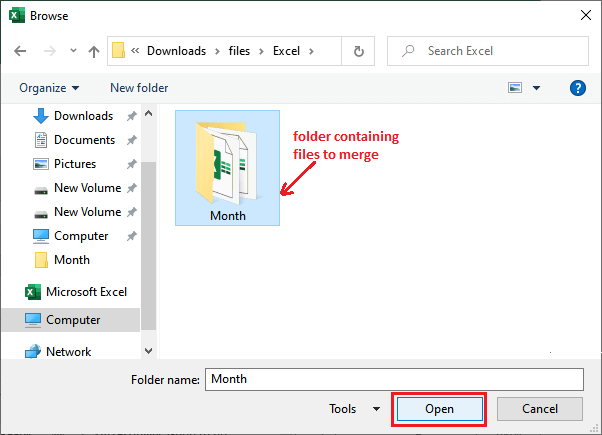 Browse
« Downloads › files › Excel ›
Search Excel
Organize
New folder
?
Downloads
Documents
Pictures
New Volume
New Volume
Computer
Month
Microsoft Excel
Computer
Network
folder containing
files to merge
Month
Folder name: Month
Tools
Open
Cancel